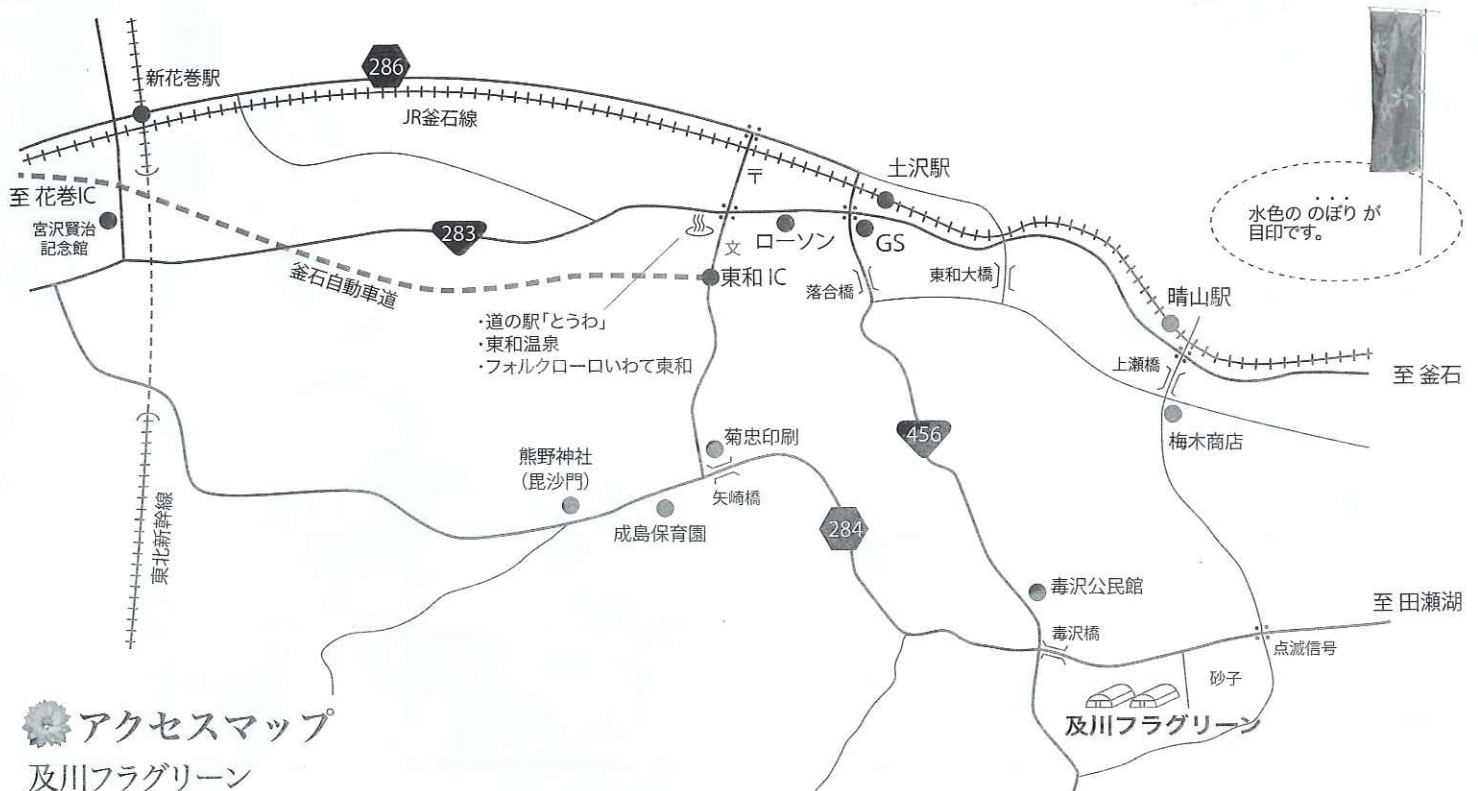 286
新花巻駅
JR釜石線
土沢駅
〒
至 花巻IC
宮沢賢治
記念館
283
ローソン
GS
水色の のぼり が
目印です。
文
東和 IC
釜石自動車道
落合橋
東和大橋
晴山駅
・道の駅「とうわ」
・東和温泉
・フォルクローロいわて東和
上瀬橋
至 釜石
456
梅木商店
菊忠印刷
熊野神社
(毘沙門)
矢崎橋
成島保育園
284
東北新幹線
毒沢公民館
至 田瀬湖
毒沢橋
点滅信号
砂子
及川フラグリーン
アクセスマップ
及川フラグリーン